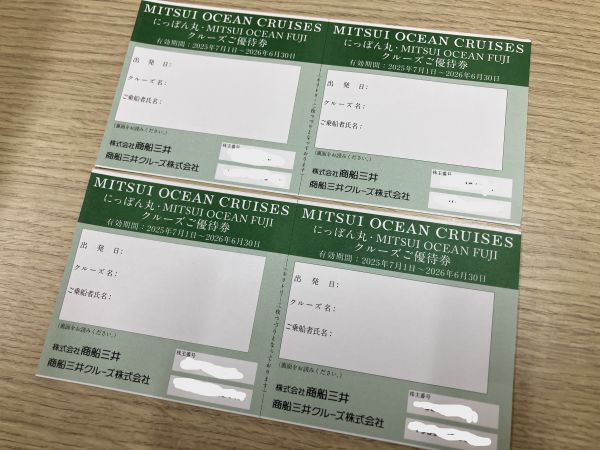 MITSUI OCEAN CRUISES
にっぽん丸・MITSUI OCEAN FUJI
クルーズご優待券
有効期間：2025年7月1日〜2026年6月30日
出発日：
クルーズ名：
ご乗船者氏名：
（裏面をお読みください。）
株式会社商船三井
商船三井クルーズ株式会社
株主番号
MITSUI OCEAN CRUISES
にっぽん丸・MITSUI OCEAN FUJI
クルーズご優待券
有効期間：2025年7月1日〜2026年6月30日
出発日：
クルーズ名：
ご乗船者氏名：
（裏面をお読みください。）
株式会社商船三井
商船三井クルーズ株式会社
株主番号
MITSUI OCEAN CRUISES
にっぽん丸・MITSUI OCEAN FUJI
クルーズご優待券
有効期間：2025年7月1日〜2026年6月30日
出発日：
クルーズ名：
ご乗船者氏名：
（裏面をお読みください。）
株式会社商船三井
商船三井クルーズ株式会社
株主番号
MITSUI OCEAN CRUISES
にっぽん丸・MITSUI OCEAN FUJI
クルーズご優待券
有効期間：2025年7月1日〜2026年6月30日
出発日：
クルーズ名：
ご乗船者氏名：
（裏面をお読みください。）
株式会社商船三井
商船三井クルーズ株式会社
株主番号